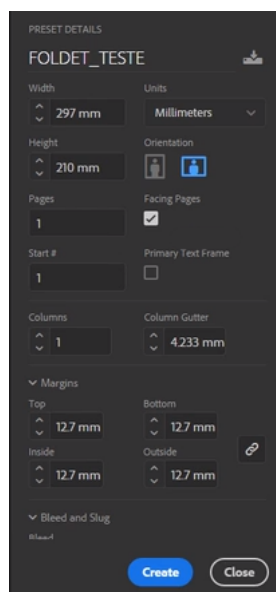 PRESET DETAILS
FOLDET_TESTE
Width Units
297 mm Millimeters
Height Orientation
210 mm
Pages Facing Pages
1
Start # Primary Text Frame
1
Columns Column Gutter
1 4.233 mm
Margins
Top Bottom
12.7 mm 12.7 mm
Inside Outside
12.7 mm 12.7 mm
Bleed and Slug
Bleed
Create Close